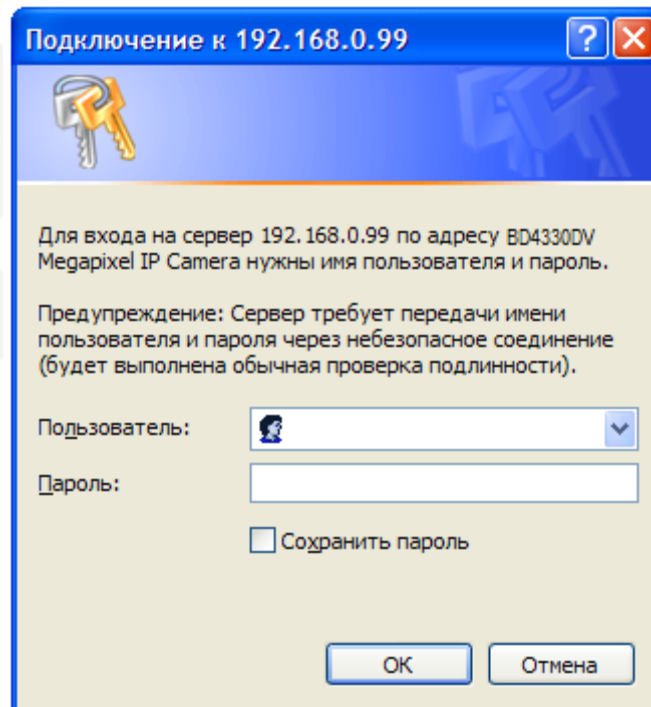 Подключение к 192.168.0.99
Для входа на сервер 192.168.0.99 по адресу BD4330DV
Megapixel IP Camera нужны имя пользователя и пароль.
Предупреждение: Сервер требует передачи имени
пользователя и пароля через небезопасное соединение
(будет выполнена обычная проверка подлинности).
Пользователь:
Пароль:
Сохранить пароль
ОК Отмена